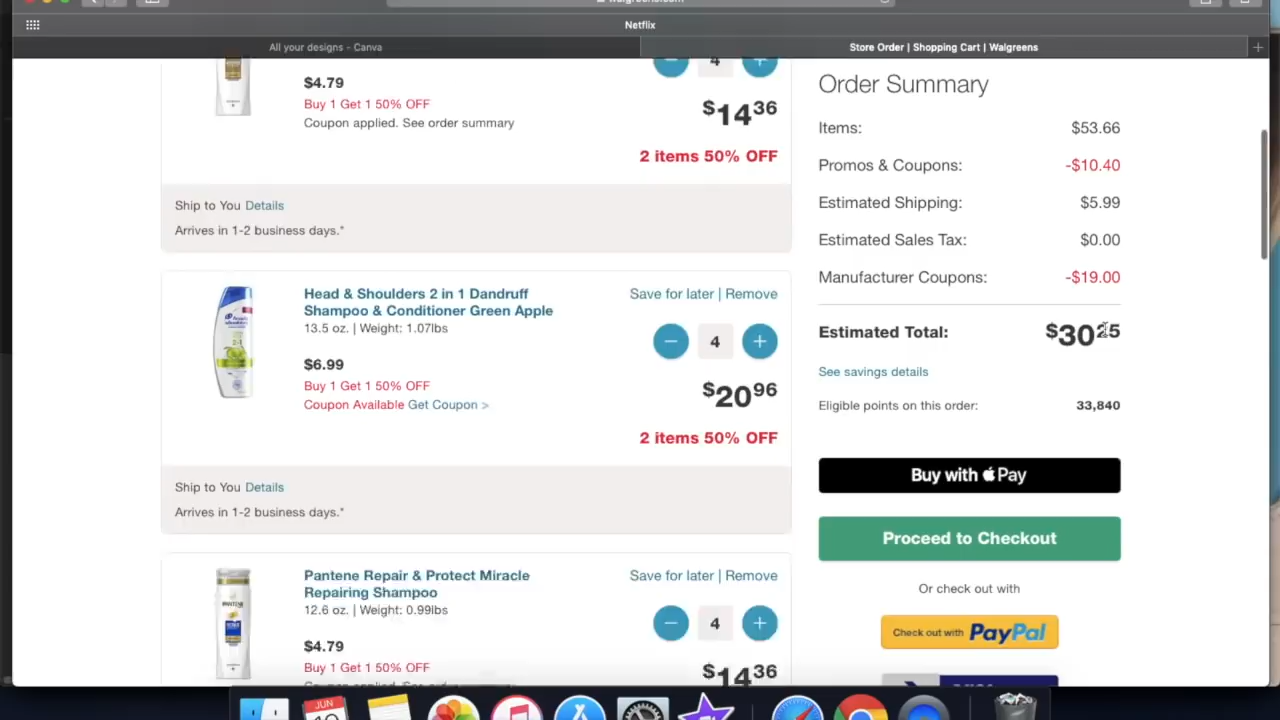 Netflix
All your designs – Canva
Store Order | Shopping Cart | Walgreens
$4.79
Buy 1 Get 1 50% OFF
Coupon applied. See order summary
4
$14 36
2 items 50% OFF
Ship to You Details
Arrives in 1-2 business days.*
Head & Shoulders 2 in 1 Dandruff
Shampoo & Conditioner Green Apple
13.5 oz. | Weight: 1.07lbs
$6.99
Buy 1 Get 1 50% OFF
Coupon Available Get Coupon >
Save for later | Remove
4
$20 96
2 items 50% OFF
Ship to You Details
Arrives in 1-2 business days.*
Pantene Repair & Protect Miracle
Repairing Shampoo
12.6 oz. | Weight: 0.99lbs
$4.79
Buy 1 Get 1 50% OFF
Save for later | Remove
4
$14 36
Order Summary
Items: $53.66
Promos & Coupons: -$10.40
Estimated Shipping: $5.99
Estimated Sales Tax: $0.00
Manufacturer Coupons: -$19.00
Estimated Total: $30 25
See savings details
Eligible points on this order: 33,840
Buy with Pay
Proceed to Checkout
Or check out with
Check out with PayPal
JUN